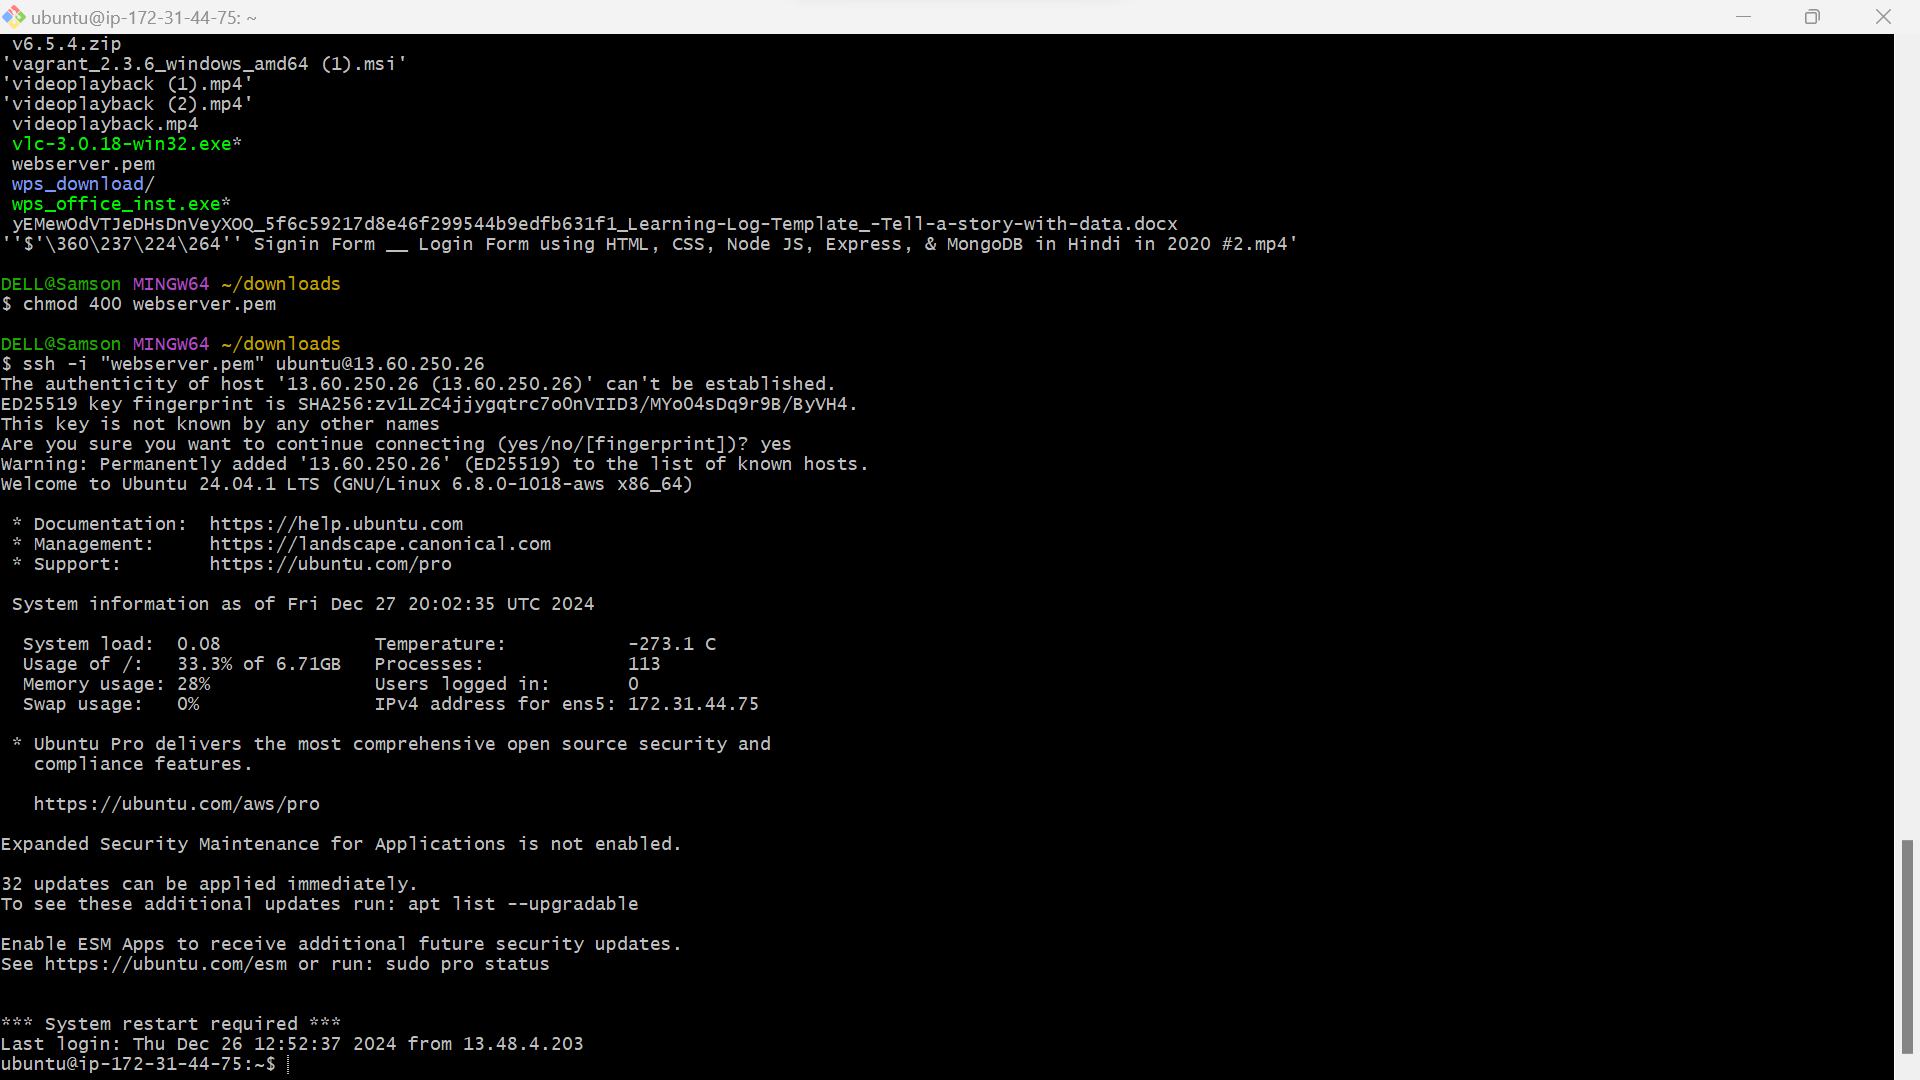 ubuntu@ip-172-31-44-75: ~
v6.5.4.zip
'vagrant_2.3.6_windows_amd64 (1).msi'
'videoplayback (1).mp4'
'videoplayback (2).mp4'
videoplayback.mp4
vlc-3.0.18-win32.exe*
webserver.pem
wps_download/
wps_office_inst.exe*
yEMewOdVTJeDHsDnVeyXOQ_5f6c59217d8e46f299544b9edfb631f1_Learning-Log-Template_-Tell-a-story-with-data.docx
''$'\360\237\224\264'' Signin Form __ Login Form using HTML, CSS, Node JS, Express, & MongoDB in Hindi in 2020 #2.mp4'
DELL@Samson MINGW64 ~/downloads
$ chmod 400 webserver.pem
DELL@Samson MINGW64 ~/downloads
$ ssh -i "webserver.pem" ubuntu@13.60.250.26
The authenticity of host '13.60.250.26 (13.60.250.26)' can't be established.
ED25519 key fingerprint is SHA256:zv1LZC4jjygqtrc7oOnVIID3/MYoO4sDq9r9B/ByVH4.
This key is not known by any other names
Are you sure you want to continue connecting (yes/no/[fingerprint])? yes
Warning: Permanently added '13.60.250.26' (ED25519) to the list of known hosts.
Welcome to Ubuntu 24.04.1 LTS (GNU/Linux 6.8.0-1018-aws x86_64)
* Documentation:  https://help.ubuntu.com
* Management:     https://landscape.canonical.com
* Support:        https://ubuntu.com/pro
System information as of Fri Dec 27 20:02:35 UTC 2024
System load:  0.08              Temperature:           -273.1 C
Usage of /:   33.3% of 6.71GB   Processes:             113
Memory usage: 28%               Users logged in:       0
Swap usage:   0%                IPv4 address for ens5: 172.31.44.75
* Ubuntu Pro delivers the most comprehensive open source security and
compliance features.
https://ubuntu.com/aws/pro
Expanded Security Maintenance for Applications is not enabled.
32 updates can be applied immediately.
To see these additional updates run: apt list --upgradable
Enable ESM Apps to receive additional future security updates.
See https://ubuntu.com/esm or run: sudo pro status
*** System restart required ***
Last login: Thu Dec 26 12:52:37 2024 from 13.48.4.203
ubuntu@ip-172-31-44-75:~$